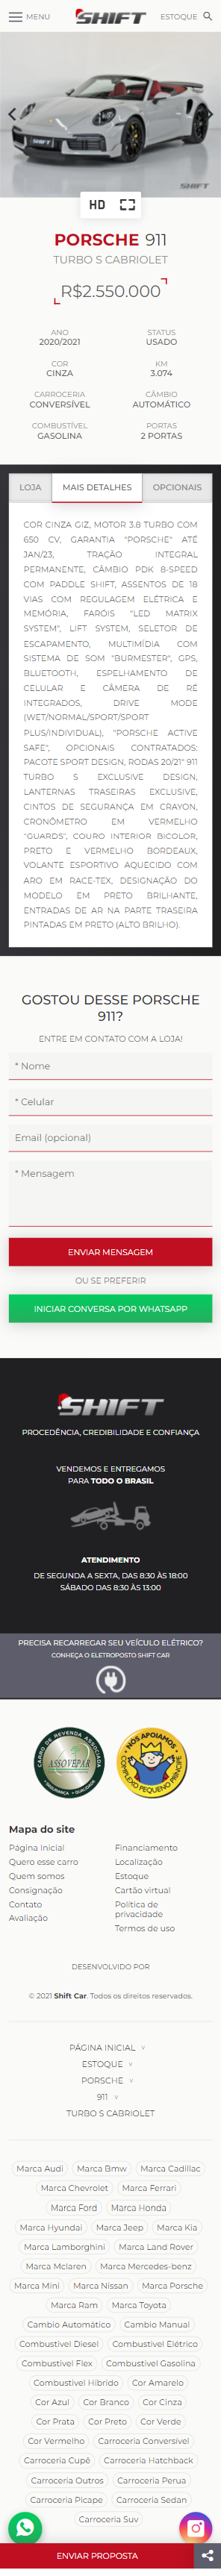 MENU
SHIFT
ESTOQUE
SHIFT
HD
PORSCHE 911
TURBO S CABRIOLET
R$2.550.000
ANO
2020/2021
STATUS
USADO
COR
CINZA
KM
3.074
CARROCERIA
CONVERSÍVEL
CÂMBIO
AUTOMÁTICO
COMBUSTÍVEL
GASOLINA
PORTAS
2 PORTAS
LOJA
MAIS DETALHES
OPCIONAIS
COR CINZA GIZ, MOTOR 3.8 TURBO COM
650 CV, GARANTIA "PORSCHE" ATÉ
JAN/23, TRAÇÃO INTEGRAL
PERMANENTE, CÂMBIO PDK 8-SPEED
COM PADDLE SHIFT, ASSENTOS DE 18
VIAS COM REGULAGEM ELÉTRICA E
MEMÓRIA, FARÓIS "LED MATRIX
SYSTEM", LIFT SYSTEM, SELETOR DE
ESCAPAMENTO, MULTIMÍDIA COM
SISTEMA DE SOM "BURMESTER", GPS,
BLUETOOTH, ESPELHAMENTO DE
CELULAR E CÂMERA DE RÉ
INTEGRADOS, DRIVE MODE
(WET/NORMAL/SPORT/SPORT
PLUS/INDIVIDUAL), "PORSCHE ACTIVE
SAFE", OPCIONAIS CONTRATADOS:
PACOTE SPORT DESIGN, RODAS 20/21" 911
TURBO S EXCLUSIVE DESIGN,
LANTERNAS TRASEIRAS EXCLUSIVE,
CINTOS DE SEGURANÇA EM CRAYON,
CRONÔMETRO EM VERMELHO
"GUARDS", COURO INTERIOR BICOLOR,
PRETO E VERMELHO BORDEAUX,
VOLANTE ESPORTIVO AQUECIDO COM
ARO EM RACE-TEX, DESIGNAÇÃO DO
MODELO EM PRETO BRILHANTE,
ENTRADAS DE AR NA PARTE TRASEIRA
PINTADAS EM PRETO (ALTO BRILHO).
GOSTOU DESSE PORSCHE
911?
ENTRE EM CONTATO COM A LOJA!
* Nome
* Celular
Email (opcional)
* Mensagem
ENVIAR MENSAGEM
OU SE PREFERIR
INICIAR CONVERSA POR WHATSAPP
SHIFT
PROCEDÊNCIA, CREDIBILIDADE E CONFIANÇA
VENDEMOS E ENTREGAMOS
PARA TODO O BRASIL
ATENDIMENTO
DE SEGUNDA A SEXTA, DAS 8:30 ÀS 18:00
SÁBADO DAS 8:30 ÀS 13:00
PRECISA RECARREGAR SEU VEÍCULO ELÉTRICO?
CONHEÇA O ELETROPOSTO SHIFT CAR
CARRO DE REVENDA ASSOCIADA
ASSOVEPAR
SEGURANÇA QUALIDADE
NÓS APOIAMOS
COMPLEXO PEQUENO PRÍNCIPE
Mapa do site
Página Inicial
Quero esse carro
Quem somos
Consignação
Contato
Avaliação
Financiamento
Localização
Estoque
Cartão virtual
Política de
privacidade
Termos de uso
DESENVOLVIDO POR
© 2021 Shift Car. Todos os direitos reservados.
PÁGINA INICIAL
ESTOQUE
PORSCHE
911
TURBO S CABRIOLET
Marca Audi Marca Bmw Marca Cadillac
Marca Chevrolet Marca Ferrari
Marca Ford Marca Honda
Marca Hyundai Marca Jeep Marca Kia
Marca Lamborghini Marca Land Rover
Marca Mclaren Marca Mercedes-benz
Marca Mini Marca Nissan Marca Porsche
Marca Ram Marca Toyota
Cambio Automático Cambio Manual
Combustível Diesel Combustível Elétrico
Combustível Flex Combustível Gasolina
Combustível Híbrido Cor Amarelo
Cor Azul Cor Branco Cor Cinza
Cor Prata Cor Preto Cor Verde
Cor Vermelho Carroceria Conversível
Carroceria Cupê Carroceria Hatchback
Carroceria Outros Carroceria Perua
Carroceria Picape Carroceria Sedan
Carroceria Suv
ENVIAR PROPOSTA